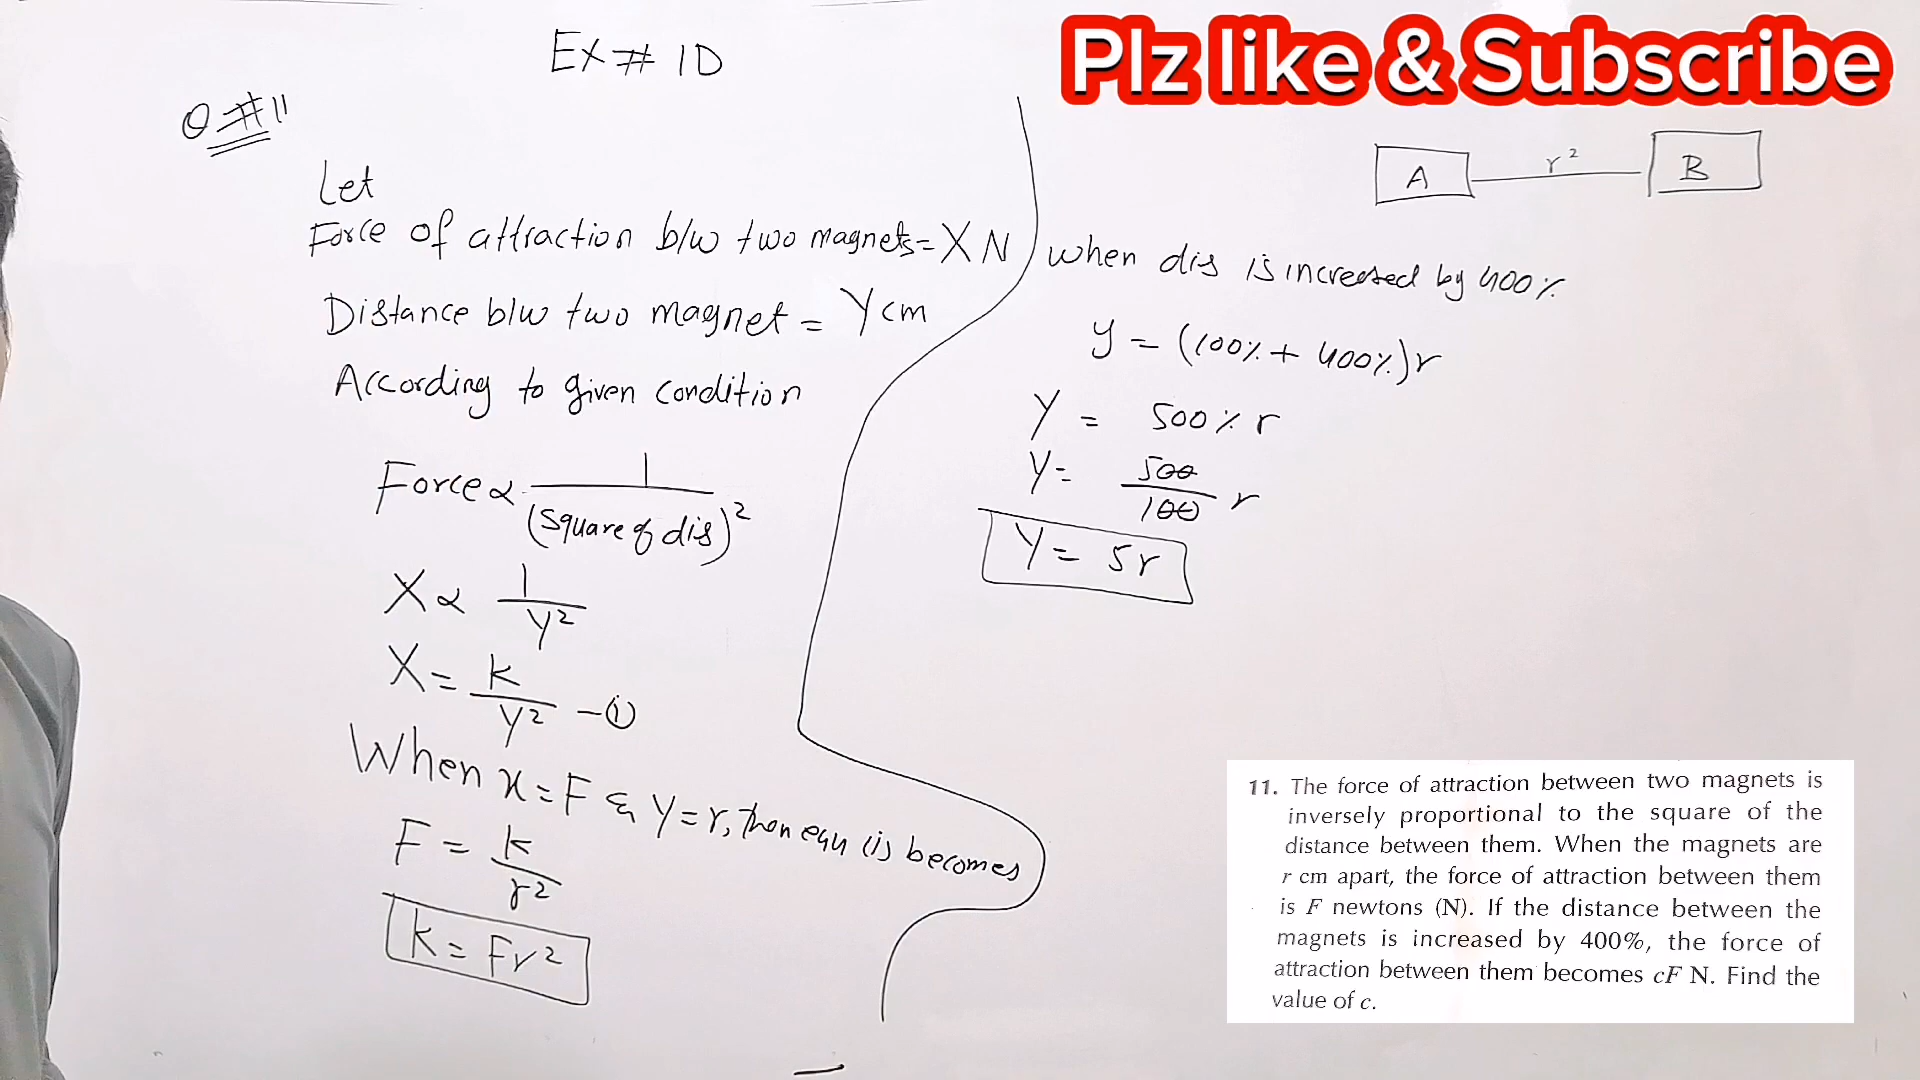 Plz like & Subscribe
EX # 1D
Q #11
Let
Force of attraction b/w two magnets = X N
Distance b/w two magnet = Y cm
According to given condition
Force ∝ 1/(square of dis)²
X ∝ 1/Y²
X = k/Y² —(i)
When x = F & Y = r, then equ (i) becomes
F = k/r²
k = Fr²
A r² B
when dis is increased by 400%
y = (100% + 400%)r
Y = 500% r
Y = 500/100 r
Y = 5r
11. The force of attraction between two magnets is
inversely proportional to the square of the
distance between them. When the magnets are
r cm apart, the force of attraction between them
is F newtons (N). If the distance between the
magnets is increased by 400%, the force of
attraction between them becomes cF N. Find the
value of c.